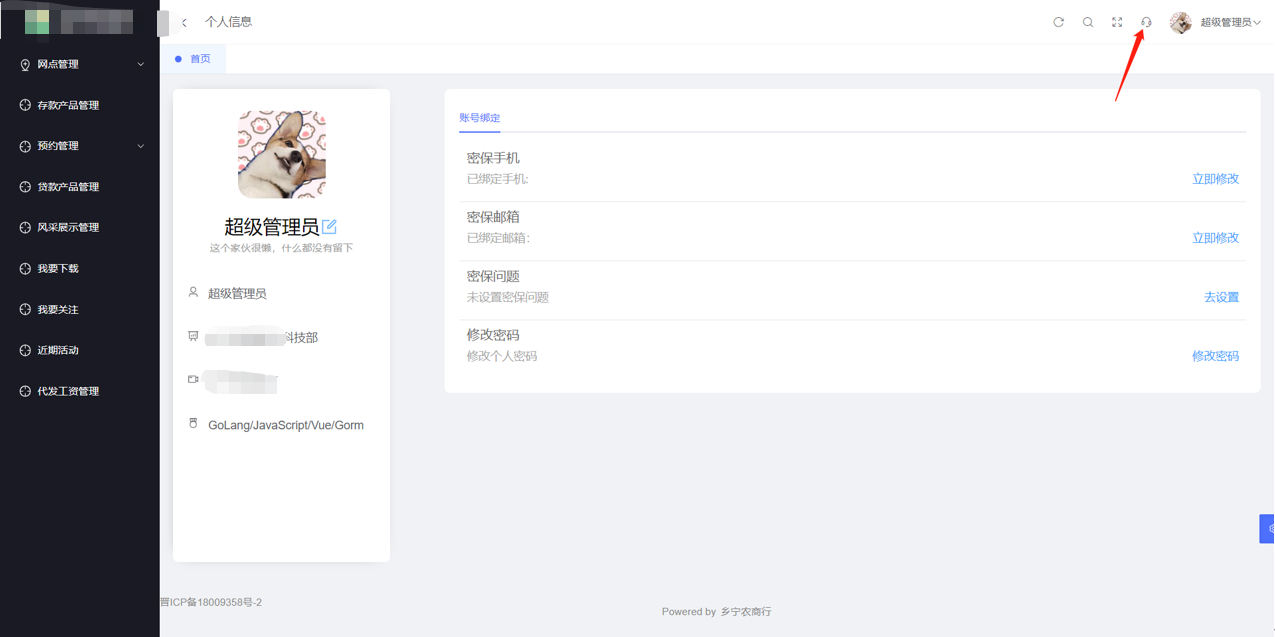 个人信息
超级管理员
首页
网点管理
存款产品管理
预约管理
贷款产品管理
风采展示管理
我要下载
我要关注
近期活动
代发工资管理
超级管理员
这个家伙很懒，什么都没有留下
超级管理员
科技部
GoLang/JavaScript/Vue/Gorm
账号绑定
密保手机
已绑定手机:
立即修改
密保邮箱
已绑定邮箱:
立即修改
密保问题
未设置密保问题
去设置
修改密码
修改个人密码
修改密码
晋ICP备18009358号-2
Powered by 乡宁农商行